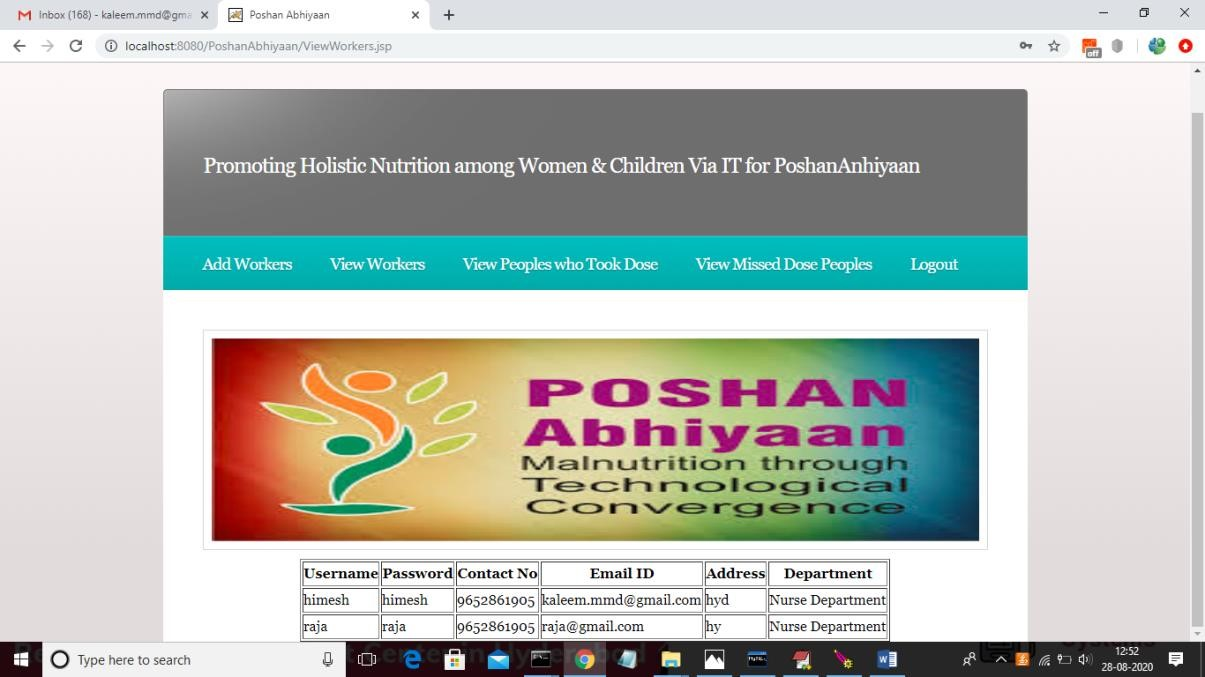 Inbox (168) - kaleem.mmd@gma
Poshan Abhiyaan
localhost:8080/PoshanAbhiyaan/ViewWorkers.jsp
off
Promoting Holistic Nutrition among Women & Children Via IT for PoshanAnhiyaan
Add Workers View Workers View Peoples who Took Dose View Missed Dose Peoples Logout
POSHAN
Abhiyaan
Malnutrition through
Technological
Convergence
Username Password Contact No Email ID Address Department
himesh himesh 9652861905 kaleem.mmd@gmail.com hyd Nurse Department
raja raja 9652861905 raja@gmail.com hy Nurse Department
Type here to search
12:52
28-08-2020